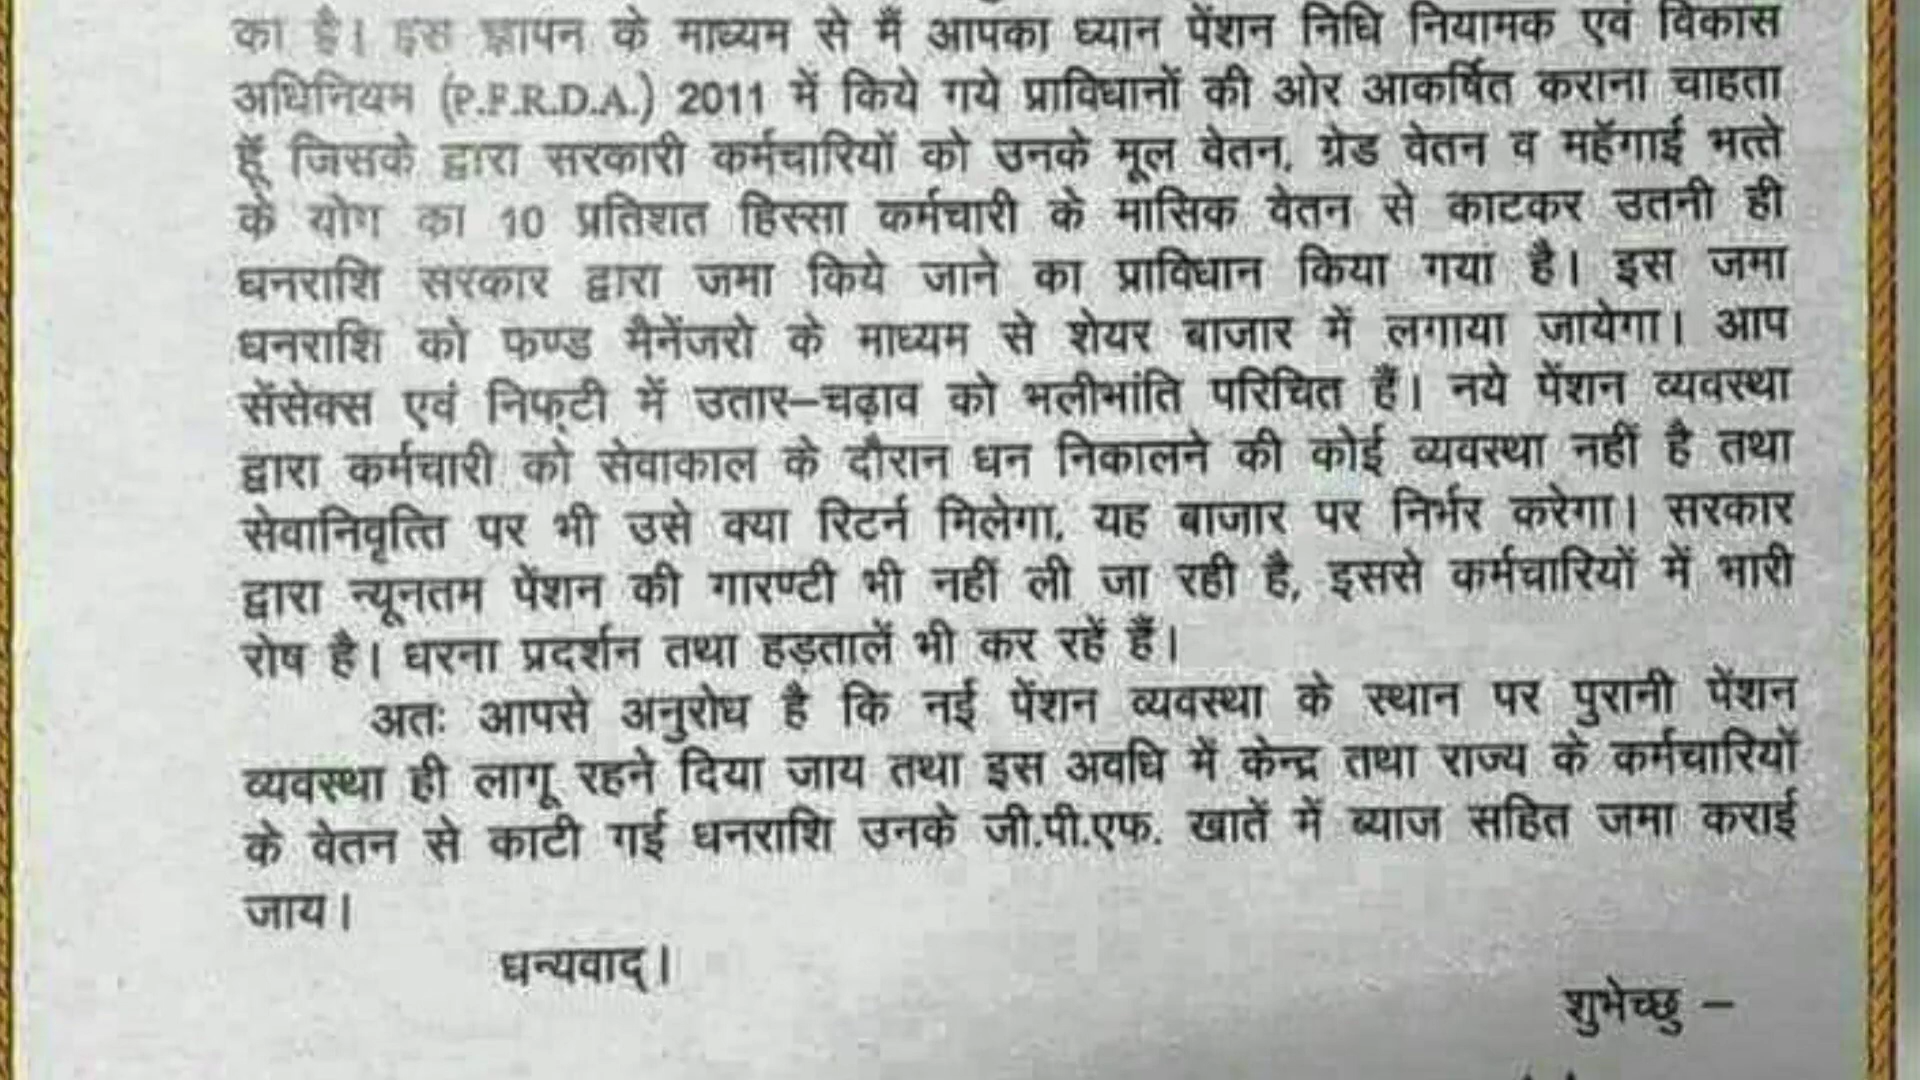 का है। इस ज्ञापन के माध्यम से मैं आपका ध्यान पेंशन निधि नियामक एवं विकास
अधिनियम (P.F.R.D.A.) 2011 में किये गये प्राविधानों की ओर आकर्षित कराना चाहता
हूँ जिसके द्वारा सरकारी कर्मचारियों को उनके मूल वेतन, ग्रेड वेतन व महॅगाई भत्ते
के योग का 10 प्रतिशत हिस्सा कर्मचारी के मासिक वेतन से काटकर उतनी ही
धनराशि सरकार द्वारा जमा किये जाने का प्राविधान किया गया है। इस जमा
धनराशि को फण्ड मैनेंजरो के माध्यम से शेयर बाजार में लगाया जायेगा। आप
सेंसेक्स एवं निफ्टी में उतार–चढ़ाव को भलीभांति परिचित हैं। नये पेंशन व्यवस्था
द्वारा कर्मचारी को सेवाकाल के दौरान धन निकालने की कोई व्यवस्था नहीं है तथा
सेवानिवृत्ति पर भी उसे क्या रिटर्न मिलेगा, यह बाजार पर निर्भर करेगा। सरकार
द्वारा न्यूनतम पेंशन की गारण्टी भी नहीं ली जा रही है, इससे कर्मचारियों में भारी
रोष है। धरना प्रदर्शन तथा हड़तालें भी कर रहें हैं।
अतः आपसे अनुरोध है कि नई पेंशन व्यवस्था के स्थान पर पुरानी पेंशन
व्यवस्था ही लागू रहने दिया जाय तथा इस अवधि में केन्द्र तथा राज्य के कर्मचारियों
के वेतन से काटी गई धनराशि उनके जी.पी.एफ. खातें में ब्याज सहित जमा कराई
जाय।
धन्यवाद्।
शुभेच्छु –